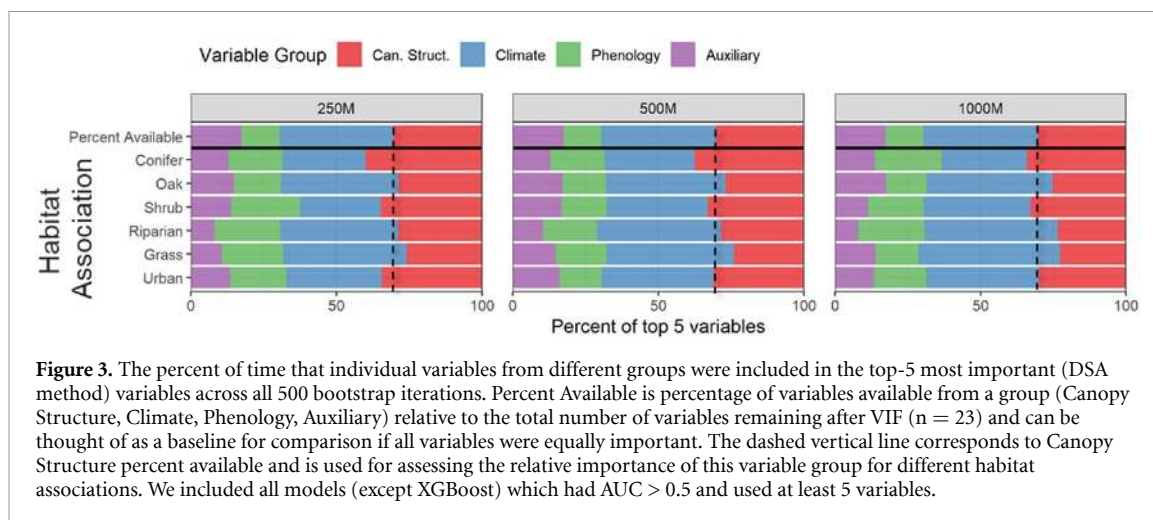 Variable Group Can. Struct. Climate Phenology Auxiliary
250M 500M 1000M
Habitat Association
Percent Available
Conifer
Oak
Shrub
Riparian
Grass
Urban
0 50 100 0 50 100 0 50 100
Percent of top 5 variables
Figure 3. The percent of time that individual variables from different groups were included in the top-5 most important (DSA
method) variables across all 500 bootstrap iterations. Percent Available is percentage of variables available from a group (Canopy
Structure, Climate, Phenology, Auxiliary) relative to the total number of variables remaining after VIF (n = 23) and can be
thought of as a baseline for comparison if all variables were equally important. The dashed vertical line corresponds to Canopy
Structure percent available and is used for assessing the relative importance of this variable group for different habitat
associations. We included all models (except XGBoost) which had AUC > 0.5 and used at least 5 variables.